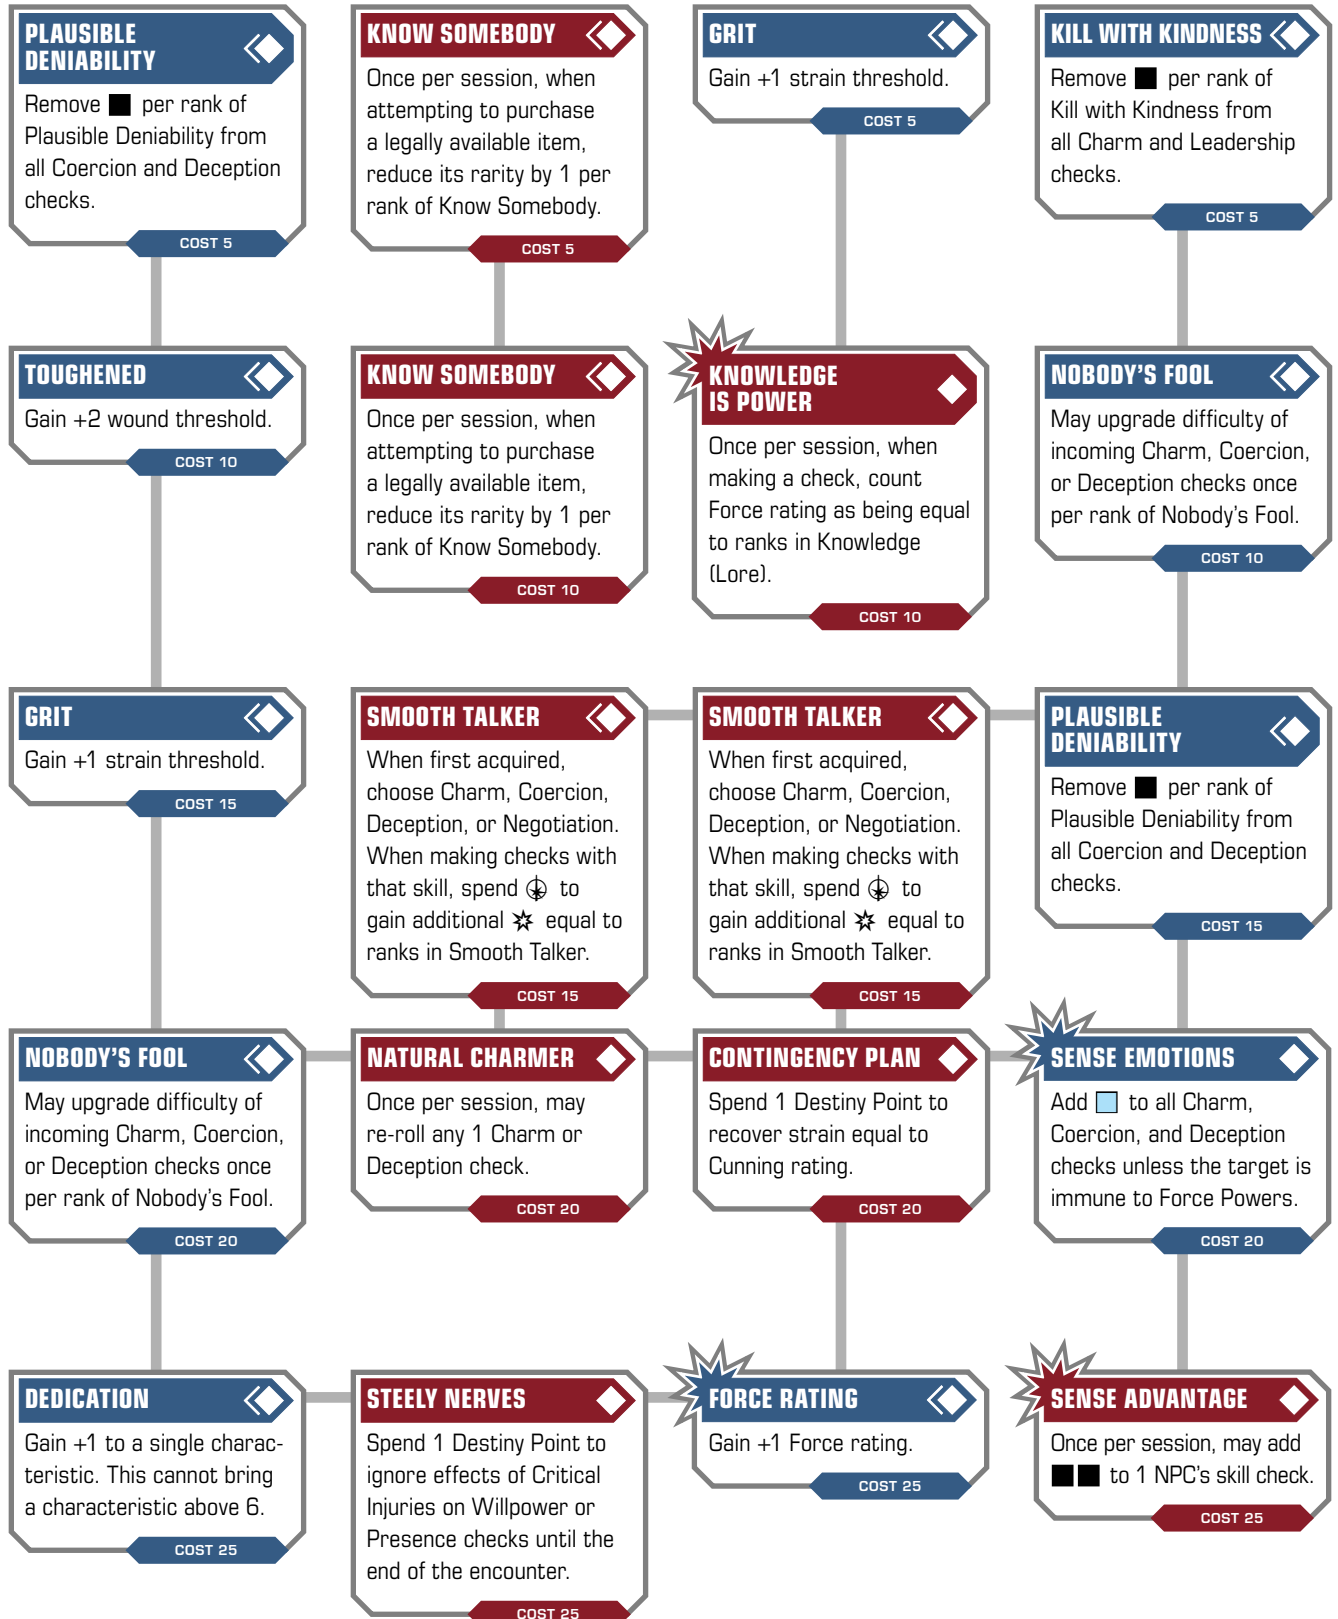 PLAUSIBLE
DENIABILITY
Remove per rank of
Plausible Deniability from
all Coercion and Deception
checks.
COST 5
KNOW SOMEBODY
Once per session, when
attempting to purchase
a legally available item,
reduce its rarity by 1 per
rank of Know Somebody.
COST 5
GRIT
Gain +1 strain threshold.
COST 5
KILL WITH KINDNESS
Remove per rank of
Kill with Kindness from
all Charm and Leadership
checks.
COST 5
TOUGHENED
Gain +2 wound threshold.
COST 10
KNOW SOMEBODY
Once per session, when
attempting to purchase
a legally available item,
reduce its rarity by 1 per
rank of Know Somebody.
COST 10
KNOWLEDGE
IS POWER
Once per session, when
making a check, count
Force rating as being equal
to ranks in Knowledge
(Lore).
COST 10
NOBODY'S FOOL
May upgrade difficulty of
incoming Charm, Coercion,
or Deception checks once
per rank of Nobody's Fool.
COST 10
GRIT
Gain +1 strain threshold.
COST 15
SMOOTH TALKER
When first acquired,
choose Charm, Coercion,
Deception, or Negotiation.
When making checks with
that skill, spend to
gain additional equal to
ranks in Smooth Talker.
COST 15
SMOOTH TALKER
When first acquired,
choose Charm, Coercion,
Deception, or Negotiation.
When making checks with
that skill, spend to
gain additional equal to
ranks in Smooth Talker.
COST 15
PLAUSIBLE
DENIABILITY
Remove per rank of
Plausible Deniability from
all Coercion and Deception
checks.
COST 15
NOBODY'S FOOL
May upgrade difficulty of
incoming Charm, Coercion,
or Deception checks once
per rank of Nobody's Fool.
COST 20
NATURAL CHARMER
Once per session, may
re-roll any 1 Charm or
Deception check.
COST 20
CONTINGENCY PLAN
Spend 1 Destiny Point to
recover strain equal to
Cunning rating.
COST 20
SENSE EMOTIONS
Add to all Charm,
Coercion, and Deception
checks unless the target is
immune to Force Powers.
COST 20
DEDICATION
Gain +1 to a single charac-
teristic. This cannot bring
a characteristic above 6.
COST 25
STEELY NERVES
Spend 1 Destiny Point to
ignore effects of Critical
Injuries on Willpower or
Presence checks until the
end of the encounter.
COST 25
FORCE RATING
Gain +1 Force rating.
COST 25
SENSE ADVANTAGE
Once per session, may add
to 1 NPC's skill check.
COST 25